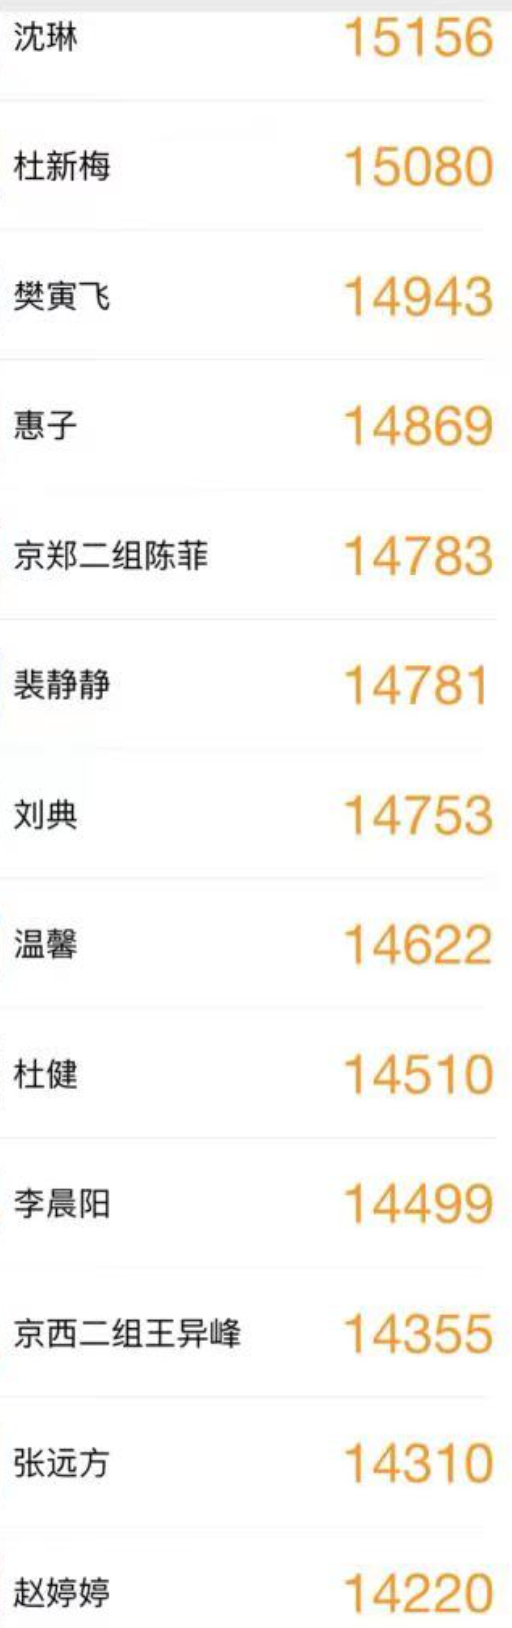 沈琳 15156
杜新梅 15080
樊寅飞 14943
惠子 14869
京郑二组陈菲 14783
裴静静 14781
刘典 14753
温馨 14622
杜健 14510
李晨阳 14499
京西二组王异峰 14355
张远方 14310
赵婷婷 14220